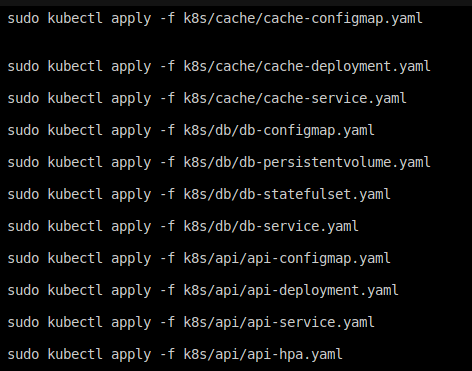 sudo kubectl apply -f k8s/cache/cache-configmap.yaml
sudo kubectl apply -f k8s/cache/cache-deployment.yaml
sudo kubectl apply -f k8s/cache/cache-service.yaml
sudo kubectl apply -f k8s/db/db-configmap.yaml
sudo kubectl apply -f k8s/db/db-persistentvolume.yaml
sudo kubectl apply -f k8s/db/db-statefulset.yaml
sudo kubectl apply -f k8s/db/db-service.yaml
sudo kubectl apply -f k8s/api/api-configmap.yaml
sudo kubectl apply -f k8s/api/api-deployment.yaml
sudo kubectl apply -f k8s/api/api-service.yaml
sudo kubectl apply -f k8s/api/api-hpa.yaml